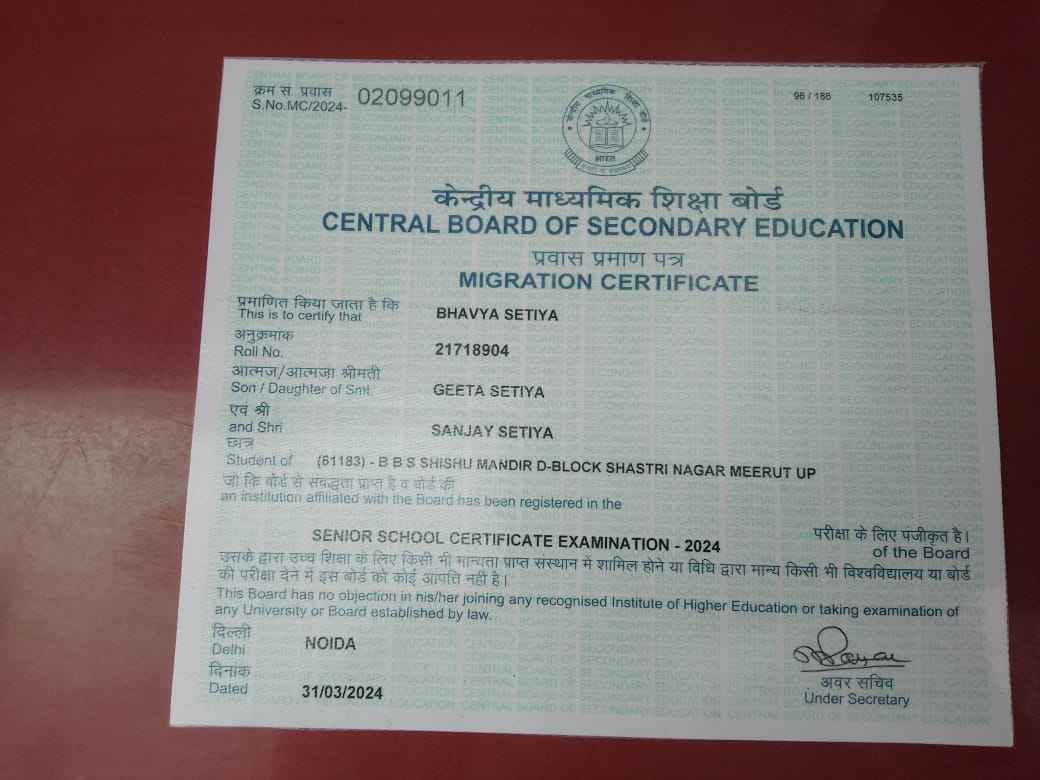 क्रम सं. प्रवास
S.No.MC/2024- 02099011
98 / 188 107535
केन्द्रीय माध्यमिक शिक्षा बोर्ड
भारत
केन्द्रीय माध्यमिक शिक्षा बोर्ड
CENTRAL BOARD OF SECONDARY EDUCATION
प्रवास प्रमाण पत्र
MIGRATION CERTIFICATE
प्रमाणित किया जाता है कि
This is to certify that BHAVYA SETIYA
अनुक्रमांक
Roll No. 21718904
आत्मज/आत्मजा श्रीमती
Son / Daughter of Smt. GEETA SETIYA
एवं श्री
and Shri SANJAY SETIYA
छात्र
Student of (61183) - B B S SHISHU MANDIR D-BLOCK SHASTRI NAGAR MEERUT UP
जो कि बोर्ड से संबद्धता प्राप्त है व बोर्ड की
an institution affiliated with the Board has been registered in the
SENIOR SCHOOL CERTIFICATE EXAMINATION - 2024 परीक्षा के लिए पंजीकृत है।
of the Board
उसके द्वारा उच्च शिक्षा के लिए किसी भी मान्यता प्राप्त संस्थान में शामिल होने या विधि द्वारा मान्य किसी भी विश्वविद्यालय या बोर्ड
की परीक्षा देने में इस बोर्ड को कोई आपत्ति नही है।
This Board has no objection in his/her joining any recognised Institute of Higher Education or taking examination of
any University or Board established by law.
दिल्ली
Delhi NOIDA
दिनांक
Dated 31/03/2024
अवर सचिव
Under Secretary